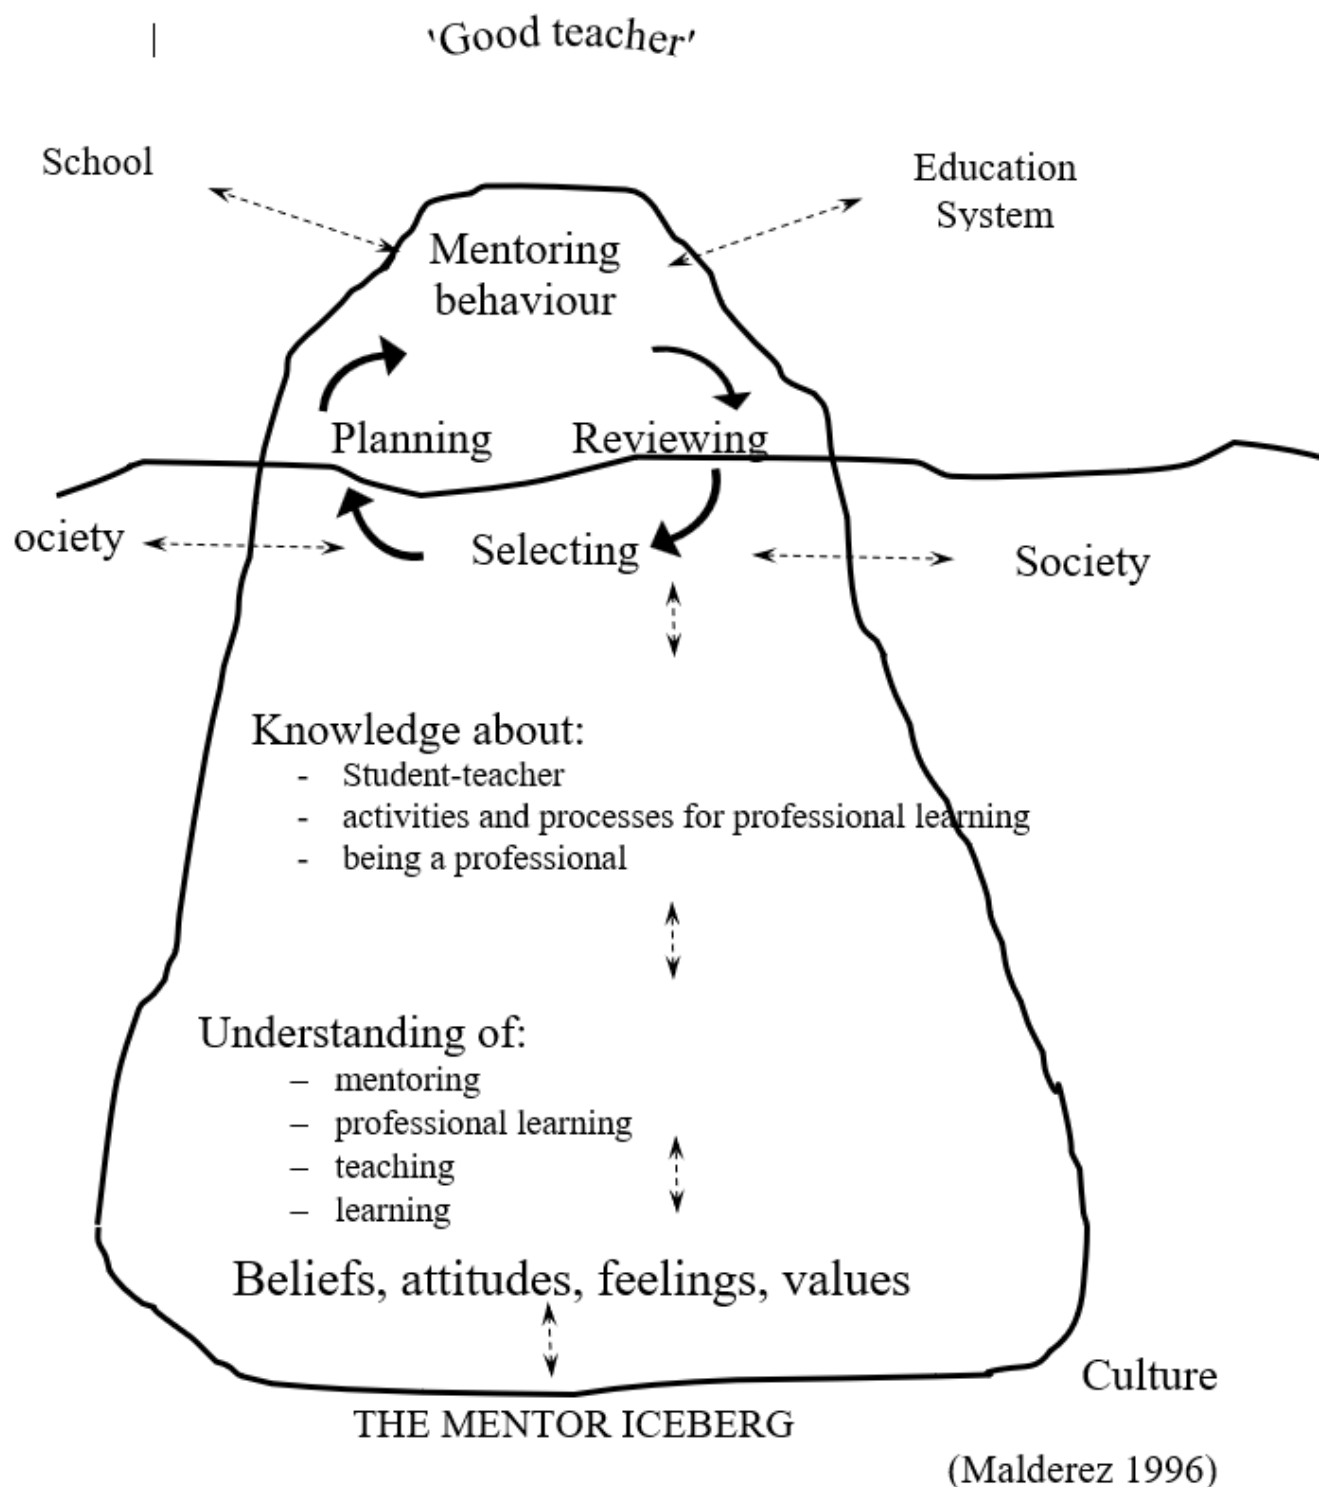 'Good teacher'
School
Education
System
Mentoring
behaviour
Planning
Reviewing
ociety
Selecting
Society
Knowledge about:
- Student-teacher
- activities and processes for professional learning
- being a professional
Understanding of:
– mentoring
– professional learning
– teaching
– learning
Beliefs, attitudes, feelings, values
Culture
THE MENTOR ICEBERG
(Malderez 1996)